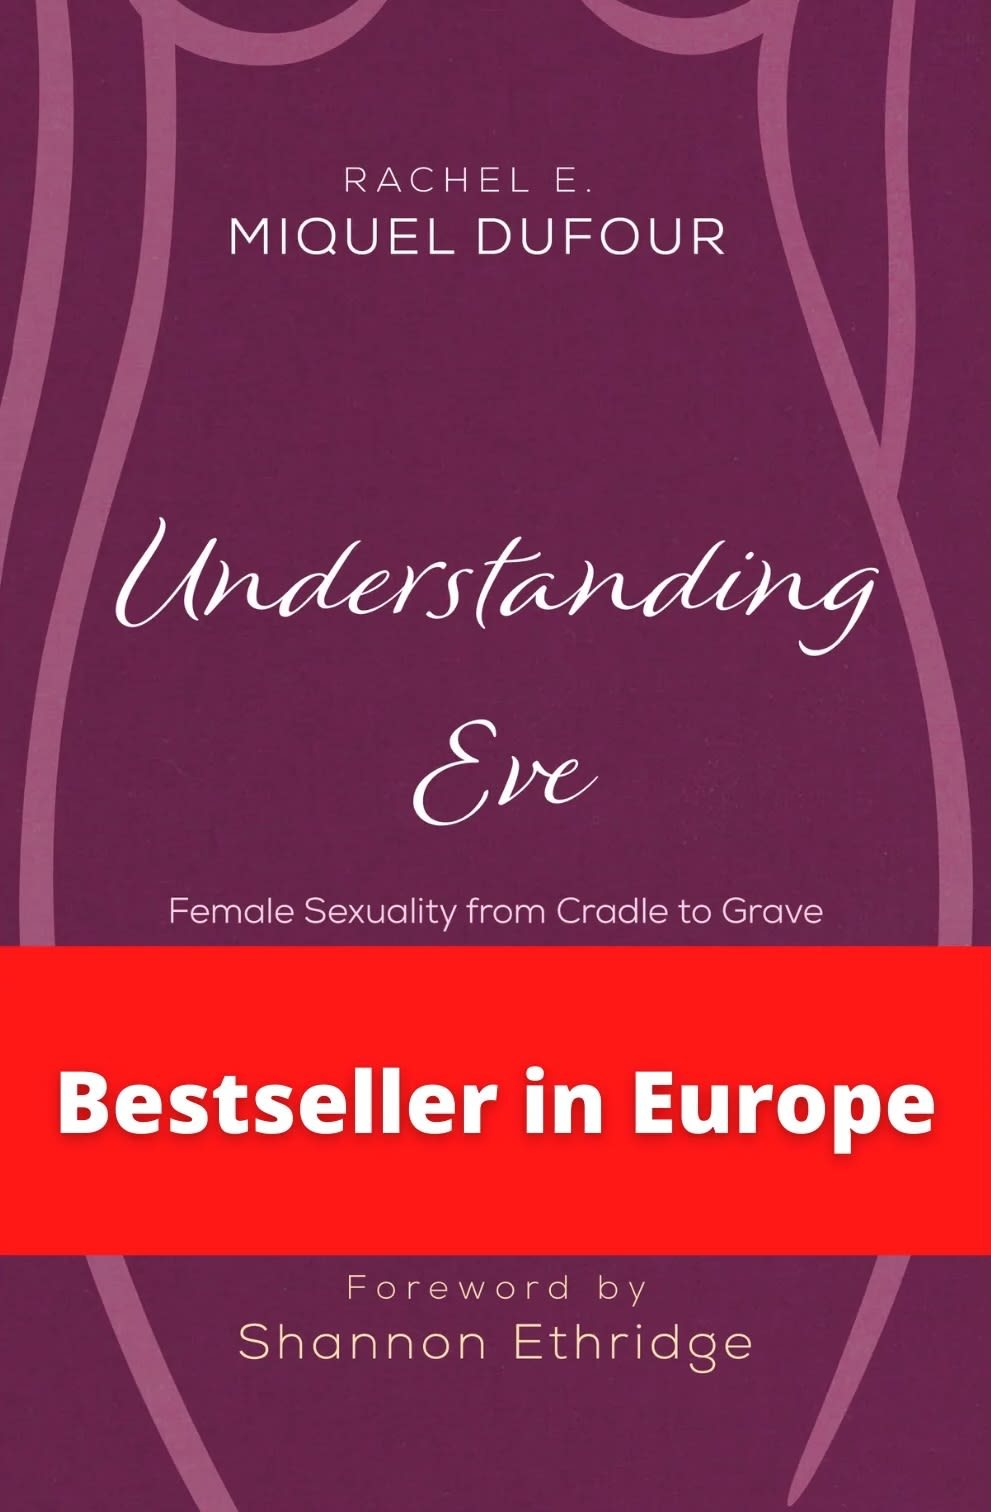 RACHEL E.
MIQUEL DUFOUR
Understanding
Eve
Female Sexuality from Cradle to Grave
Bestseller in Europe
Foreword by
Shannon Ethridge